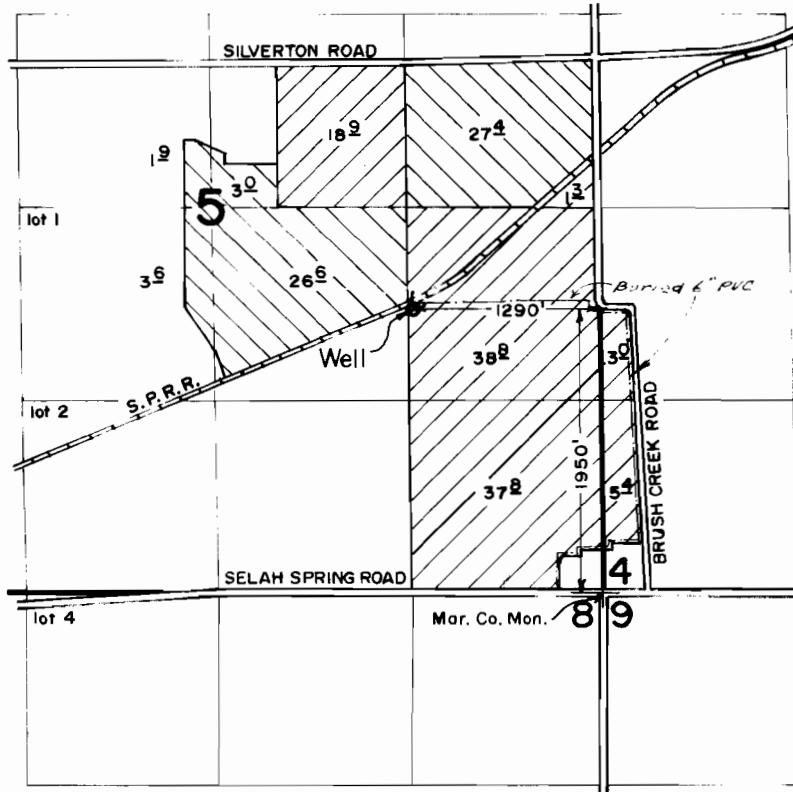 SILVERTON ROAD
18 9
27 4
1 9
3 0
5
1 3
lot 1
3 6
26 6
Buried 6" PVC
1290'
Well
38 8
3 0
S.P.R.R.
lot 2
1950'
37 8
5 4
BRUSH CREEK ROAD
SELAH SPRING ROAD
4
lot 4
Mar. Co. Mon.
8
9